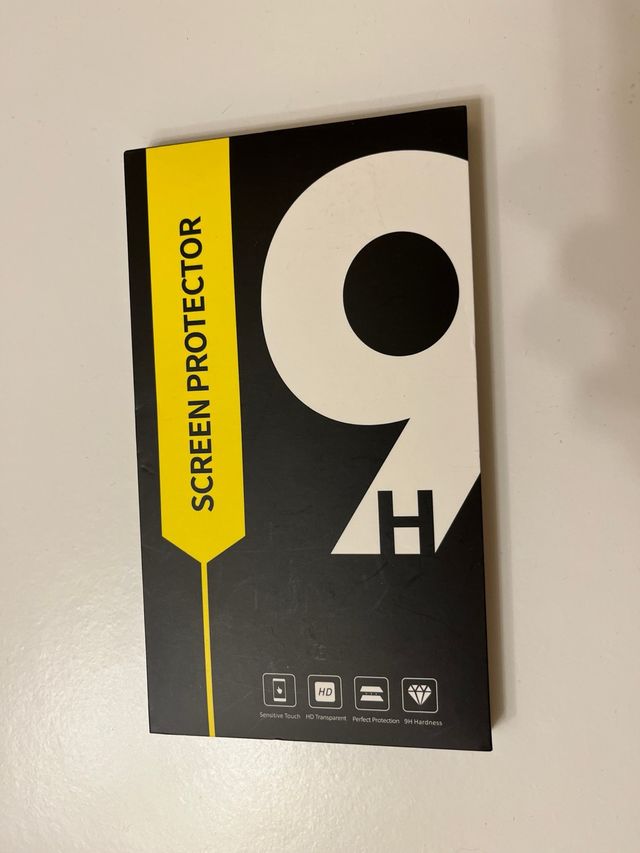 SCREEN PROTECTOR
9
H
HD
Sensitive Touch
HD Transparent
Perfect Protection
9H Hardness